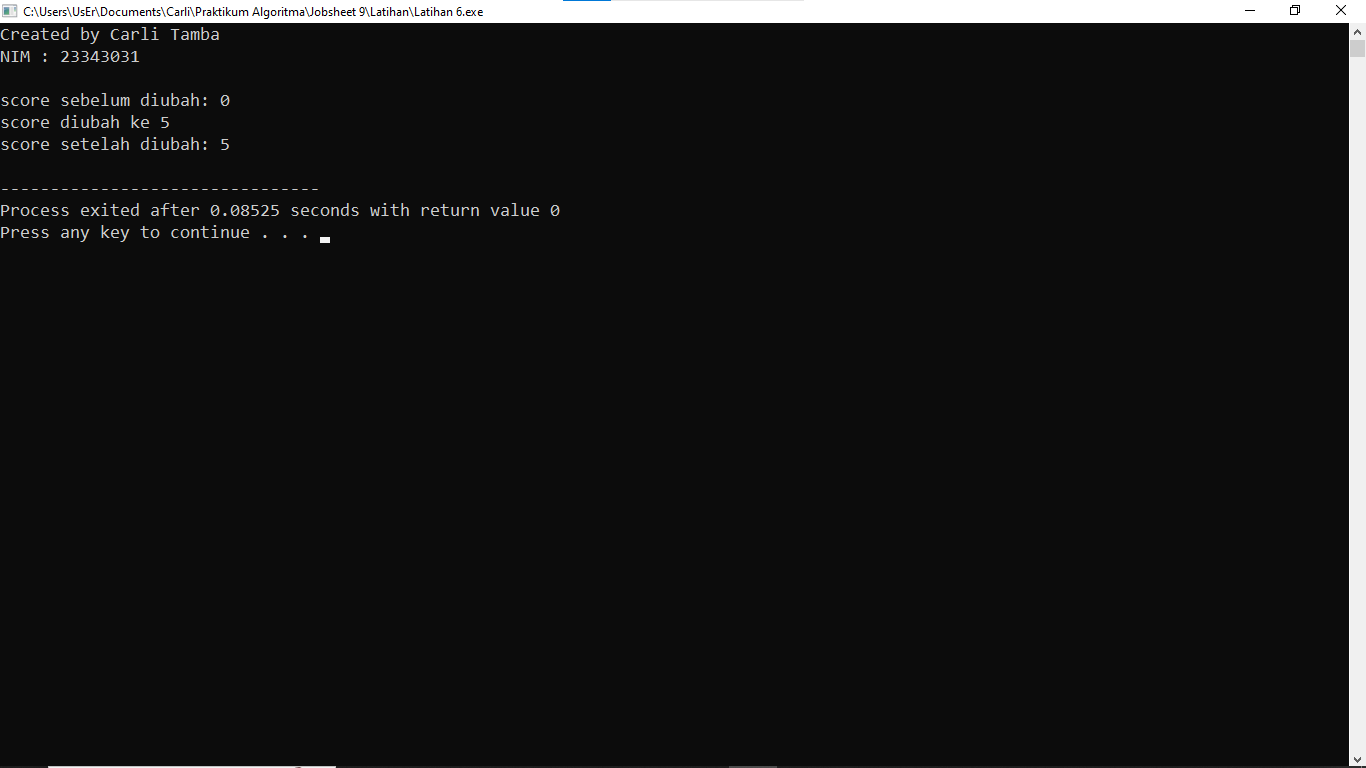 C:\Users\UsEr\Documents\Carli\Praktikum Algoritma\Jobsheet 9\Latihan\Latihan 6.exe
Created by Carli Tamba
NIM : 23343031
score sebelum diubah: 0
score diubah ke 5
score setelah diubah: 5
--------------------------------
Process exited after 0.08525 seconds with return value 0
Press any key to continue . . .